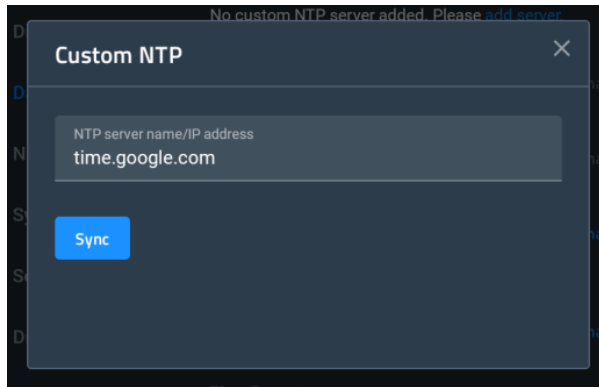 No custom NTP server added. Please add server
Custom NTP
NTP server name/IP address
time.google.com
Sync